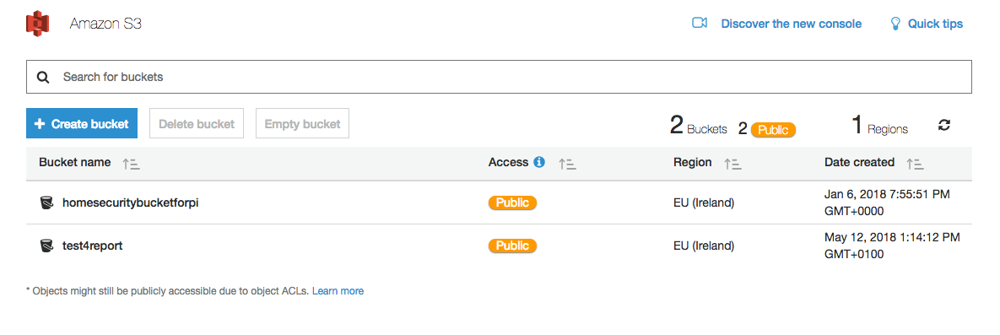 Amazon S3
Discover the new console
Quick tips
Search for buckets
Create bucket
Delete bucket
Empty bucket
2 Buckets
2 Public
1 Regions
Bucket name
Access
Region
Date created
homesecuritybucketforpi
Public
EU (Ireland)
Jan 6, 2018 7:55:51 PM
GMT+0000
test4report
Public
EU (Ireland)
May 12, 2018 1:14:12 PM
GMT+0100
* Objects might still be publicly accessible due to object ACLs. Learn more